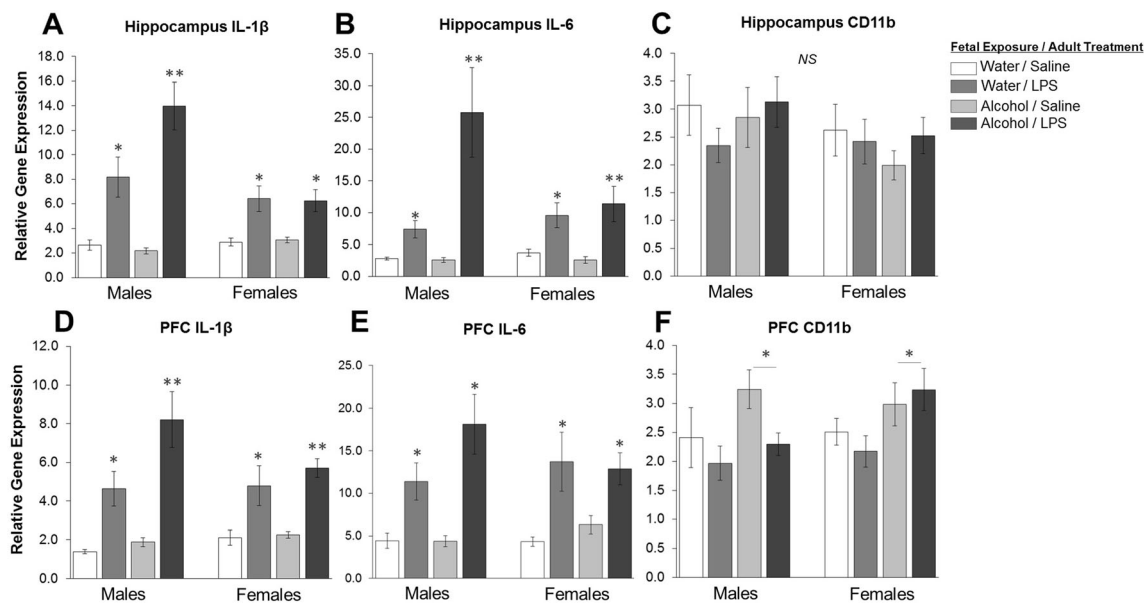 A
Hippocampus IL-1β
B
Hippocampus IL-6
C
Hippocampus CD11b
Fetal Exposure / Adult Treatment
Water / Saline
Water / LPS
Alcohol / Saline
Alcohol / LPS
Relative Gene Expression
18.0
16.0
14.0
12.0
10.0
8.0
6.0
4.0
2.0
0.0
*
**
*
*
Males
Females
35.0
30.0
25.0
20.0
15.0
10.0
5.0
0.0
*
**
*
**
Males
Females
4.0
3.5
3.0
2.5
2.0
1.5
1.0
0.5
0.0
NS
Males
Females
D
PFC IL-1β
E
PFC IL-6
F
PFC CD11b
Relative Gene Expression
12.0
10.0
8.0
6.0
4.0
2.0
0.0
*
**
*
**
Males
Females
25.0
20.0
15.0
10.0
5.0
0.0
*
*
*
*
Males
Females
4.0
3.5
3.0
2.5
2.0
1.5
1.0
0.5
0.0
*
*
Males
Females